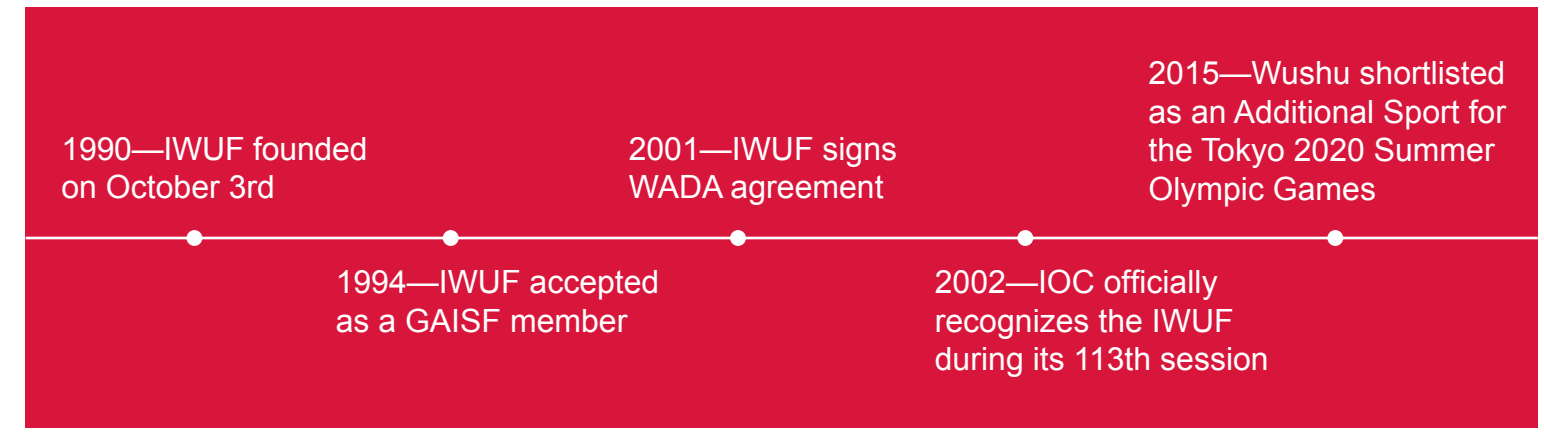 1990—IWUF founded
on October 3rd
1994—IWUF accepted
as a GAISF member
2001—IWUF signs
WADA agreement
2002—IOC officially
recognizes the IWUF
during its 113th session
2015—Wushu shortlisted
as an Additional Sport for
the Tokyo 2020 Summer
Olympic Games